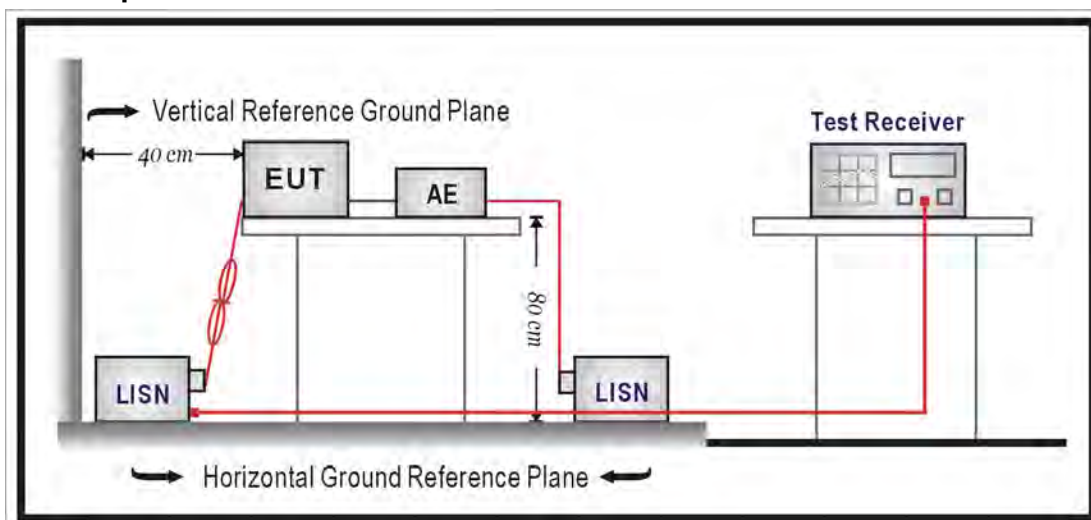 Vertical Reference Ground Plane
Test Receiver
40 cm
EUT
AE
80 cm
LISN
LISN
Horizontal Ground Reference Plane